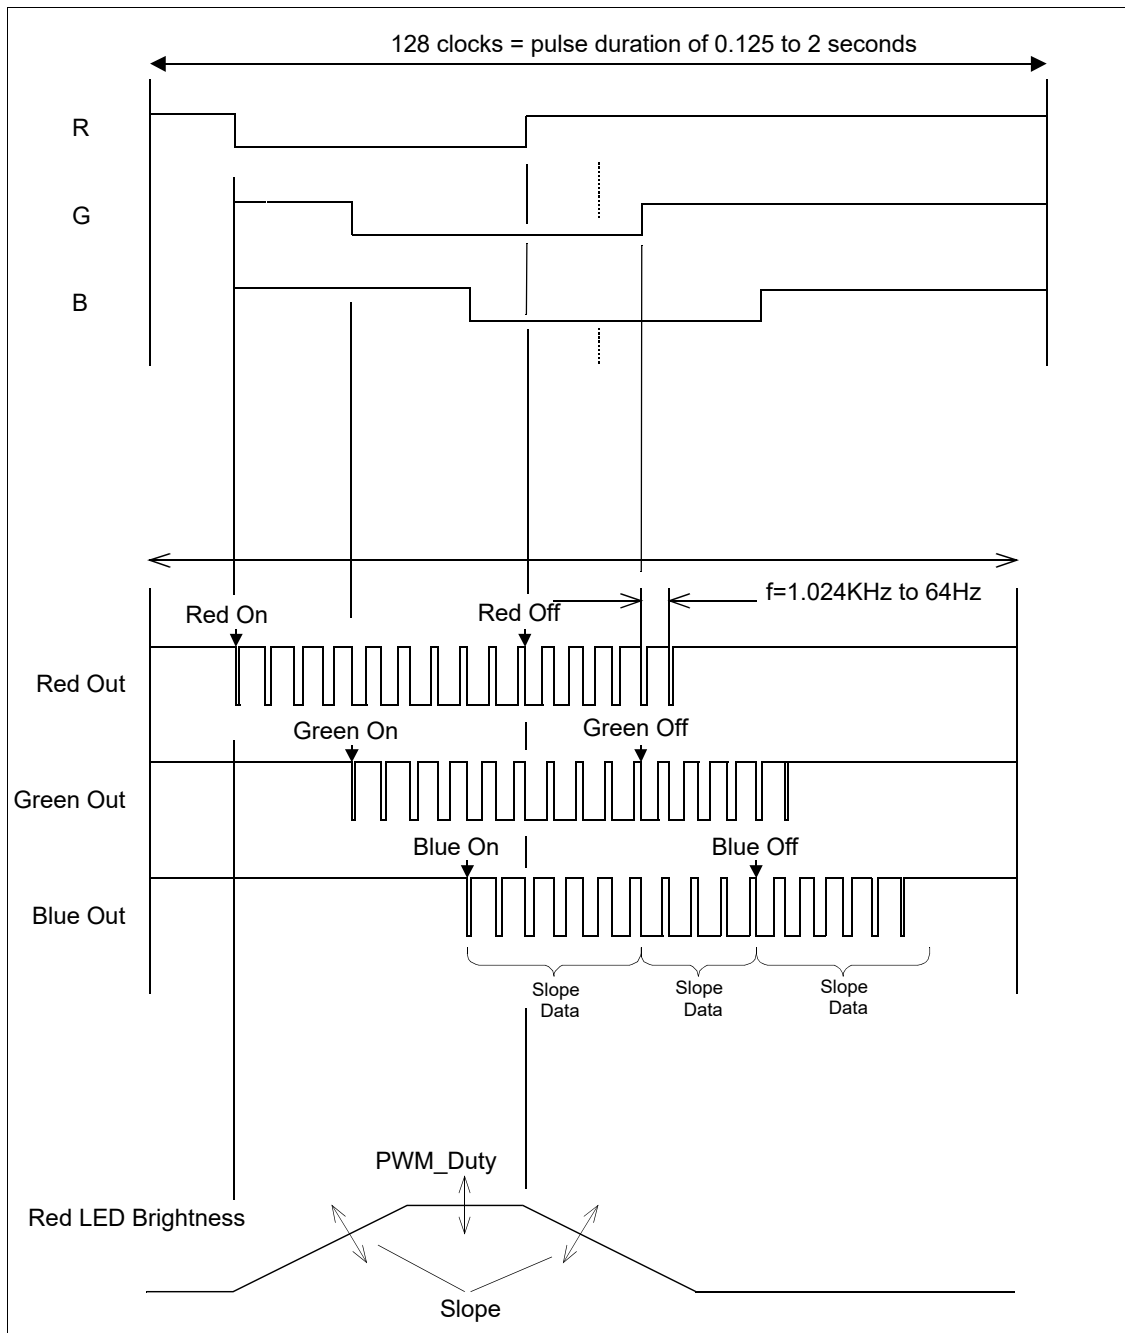 128 clocks = pulse duration of 0.125 to 2 seconds
R
G
B
f=1.024KHz to 64Hz
Red On
Red Off
Red Out
Green On
Green Off
Green Out
Blue On
Blue Off
Blue Out
Slope
Data
Slope
Data
Slope
Data
PWM_Duty
Red LED Brightness
Slope